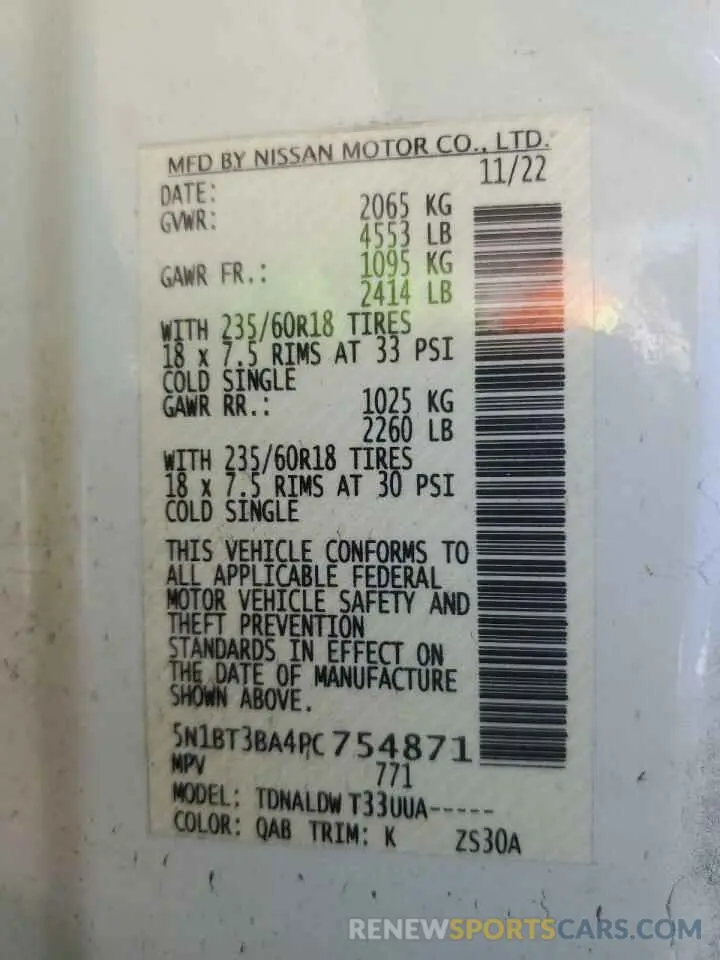 MFD BY NISSAN MOTOR CO., LTD.
DATE: 11/22
GVWR: 2065 KG
4553 LB
GAWR FR.: 1095 KG
2414 LB
WITH 235/60R18 TIRES
18 x 7.5 RIMS AT 33 PSI
COLD SINGLE
GAWR RR.: 1025 KG
2260 LB
WITH 235/60R18 TIRES
18 x 7.5 RIMS AT 30 PSI
COLD SINGLE
THIS VEHICLE CONFORMS TO
ALL APPLICABLE FEDERAL
MOTOR VEHICLE SAFETY AND
THEFT PREVENTION
STANDARDS IN EFFECT ON
THE DATE OF MANUFACTURE
SHOWN ABOVE.
5N1BT3BA4PC754871
MPV 771
MODEL: TDNALDW T33UUA-----
COLOR: QAB TRIM: K ZS30A
RENEWSPORTSCARS.COM